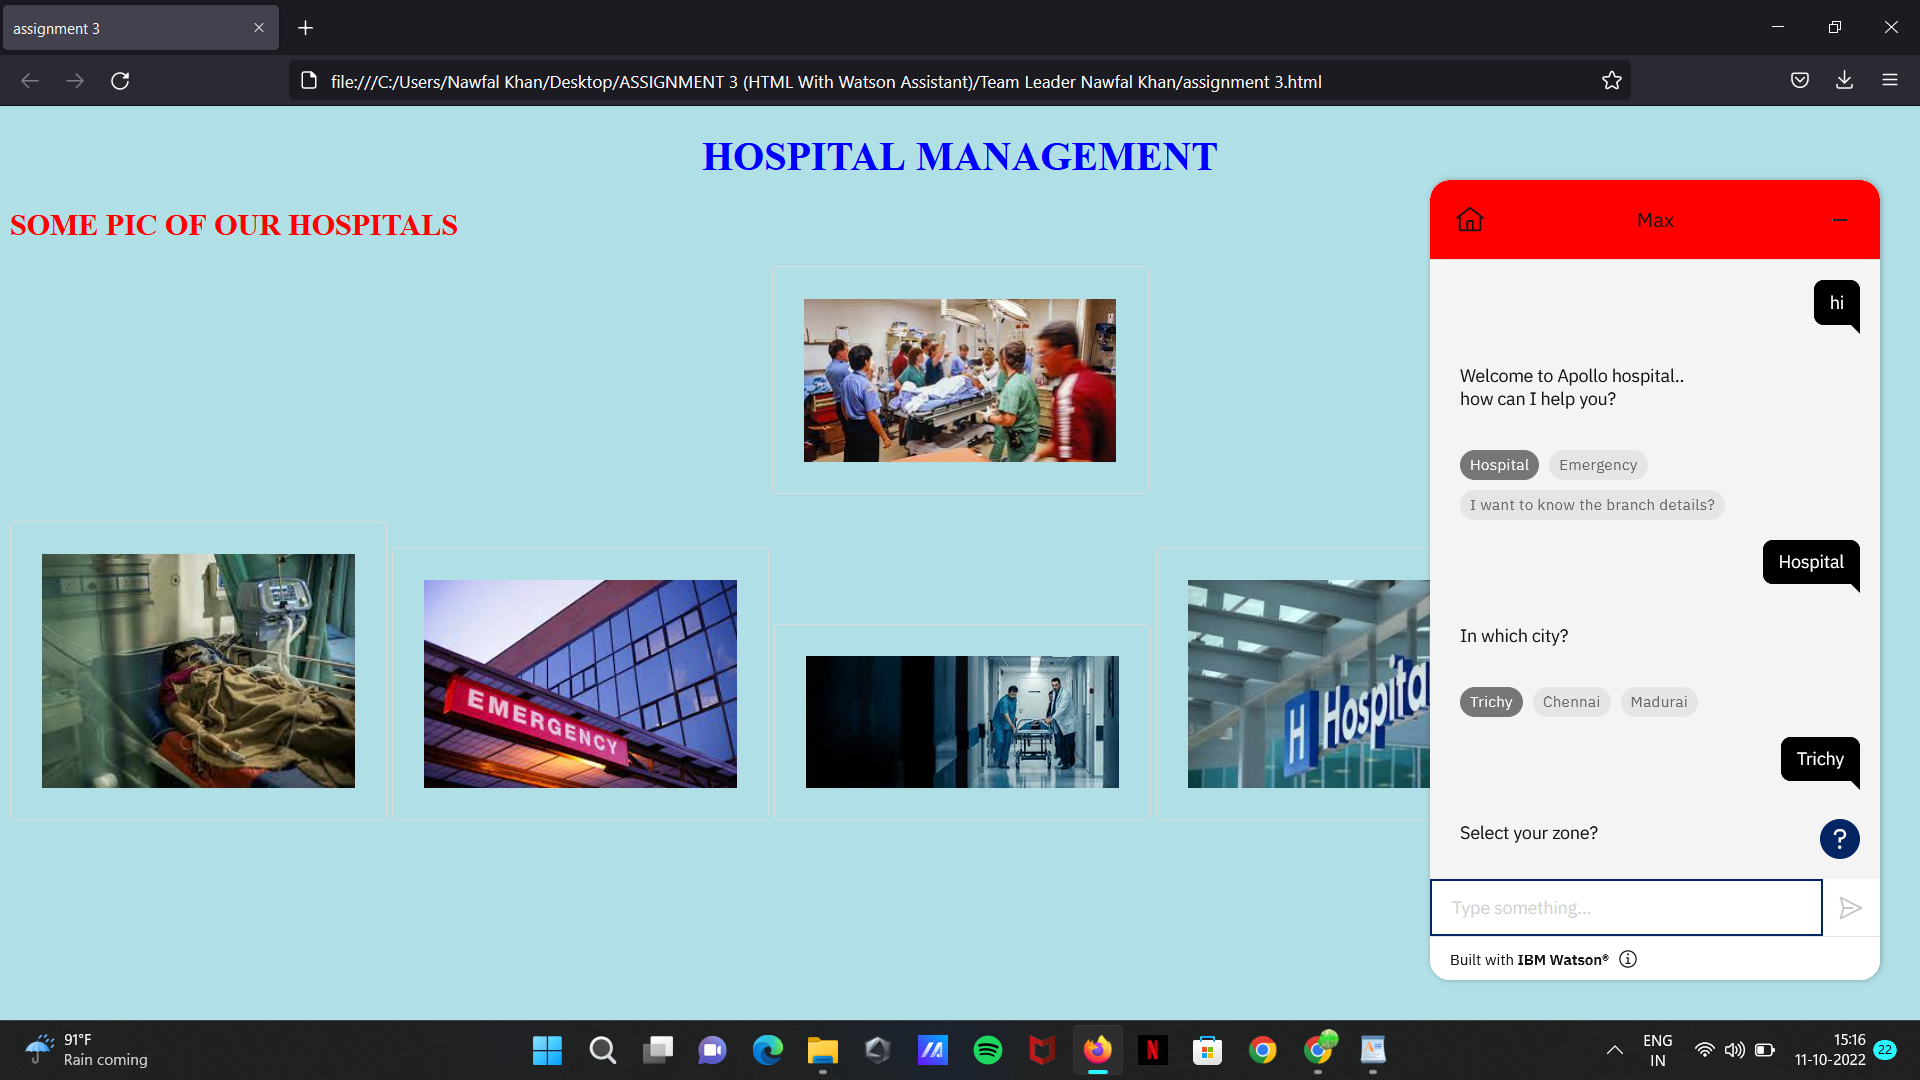 assignment 3
file:///C:/Users/Nawfal Khan/Desktop/ASSIGNMENT 3 (HTML With Watson Assistant)/Team Leader Nawfal Khan/assignment 3.html
HOSPITAL MANAGEMENT
SOME PIC OF OUR HOSPITALS
EMERGENCY
H Hospita
Max
hi
Welcome to Apollo hospital..
how can I help you?
Hospital Emergency
I want to know the branch details?
Hospital
In which city?
Trichy Chennai Madurai
Trichy
Select your zone?
?
Type something...
Built with IBM Watson®
91°F
Rain coming
N
ENG
IN
15:16
11-10-2022
22